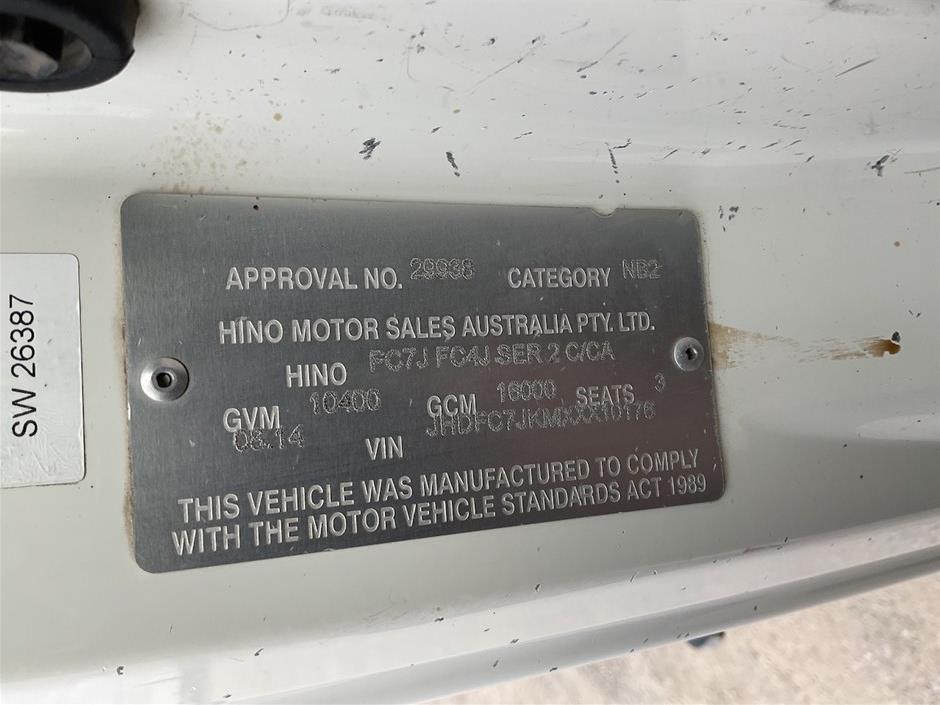 SW 26387
APPROVAL NO. 29938 CATEGORY NB2
HINO MOTOR SALES AUSTRALIA PTY. LTD.
HINO FC7J FC4J SER 2 C/CA
GVM 10400 GCM 16000 SEATS 3
08.14 VIN JHDFC7JKMXXX10176
THIS VEHICLE WAS MANUFACTURED TO COMPLY
WITH THE MOTOR VEHICLE STANDARDS ACT 1989